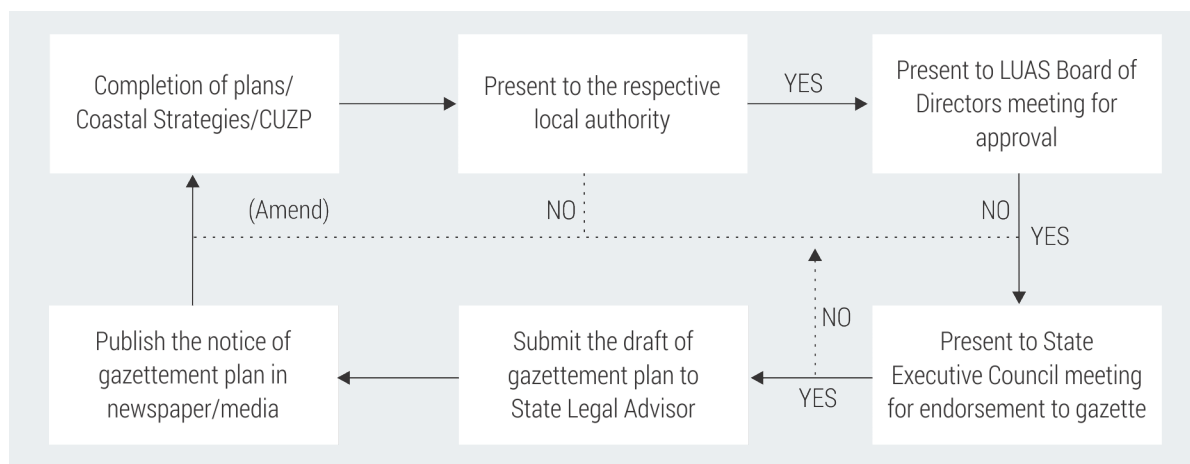 Completion of plans/
Coastal Strategies/CUZP
Present to the respective
local authority
YES
Present to LUAS Board of
Directors meeting for
approval
(Amend)
NO
NO
YES
Publish the notice of
gazettement plan in
newspaper/media
Submit the draft of
gazettement plan to
State Legal Advisor
NO
YES
Present to State
Executive Council meeting
for endorsement to gazette